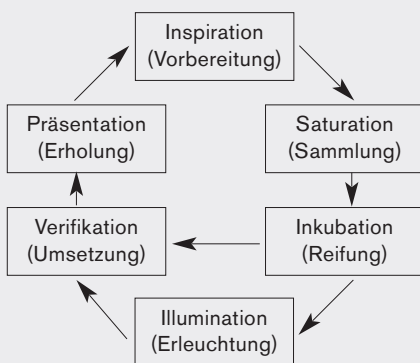 Inspiration
(Vorbereitung)
Präsentation
(Erholung)
Saturation
(Sammlung)
Verifikation
(Umsetzung)
Inkubation
(Reifung)
Illumination
(Erleuchtung)